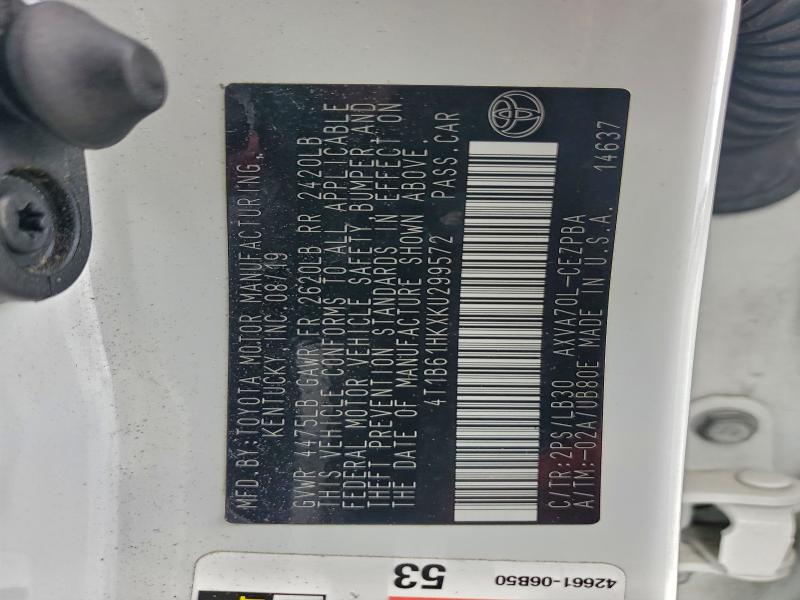 MFD. BY: TOYOTA MOTOR MANUFACTURING,
KENTUCKY, INC. 08/19
GVWR 4475LB GAWR FR 2620LB RR 2420LB
THIS VEHICLE CONFORMS TO ALL APPLICABLE
FEDERAL MOTOR VEHICLE SAFETY, BUMPER AND
THEFT PREVENTION STANDARDS IN EFFECT ON
THE DATE OF MANUFACTURE SHOWN ABOVE.
4T1B61HKXKU299572 PASS.CAR
C/TR:2PS/LB30 AXVA70L-CEZPBA
A/TM:-02A/UB80E MADE IN U.S.A. 14637
53
42661-06B50